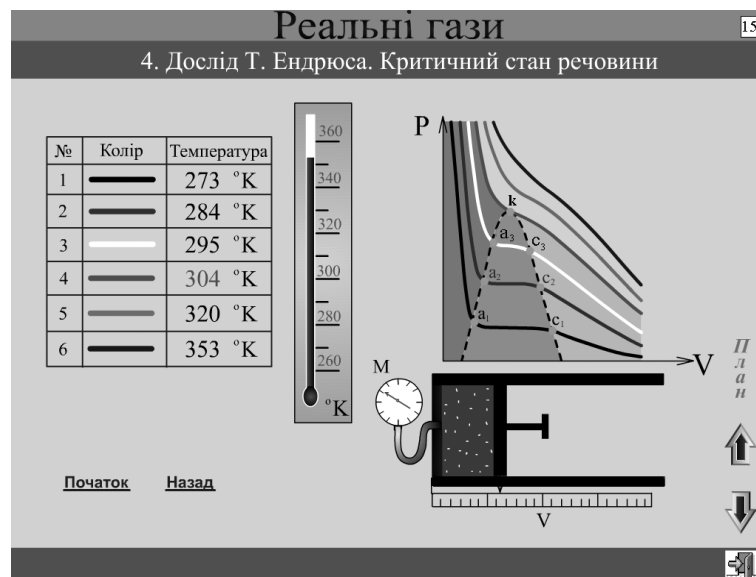 Реальні гази
15
4. Дослід Т. Ендрюса. Критичний стан речовини
№ Колір Температура
1 273 °K
2 284 °K
3 295 °K
4 304 °K
5 320 °K
6 353 °K
360
340
320
300
280
260
°K
P
k
a3 c3
a2 c2
a1 c1
V
M
V
План
Початок Назад